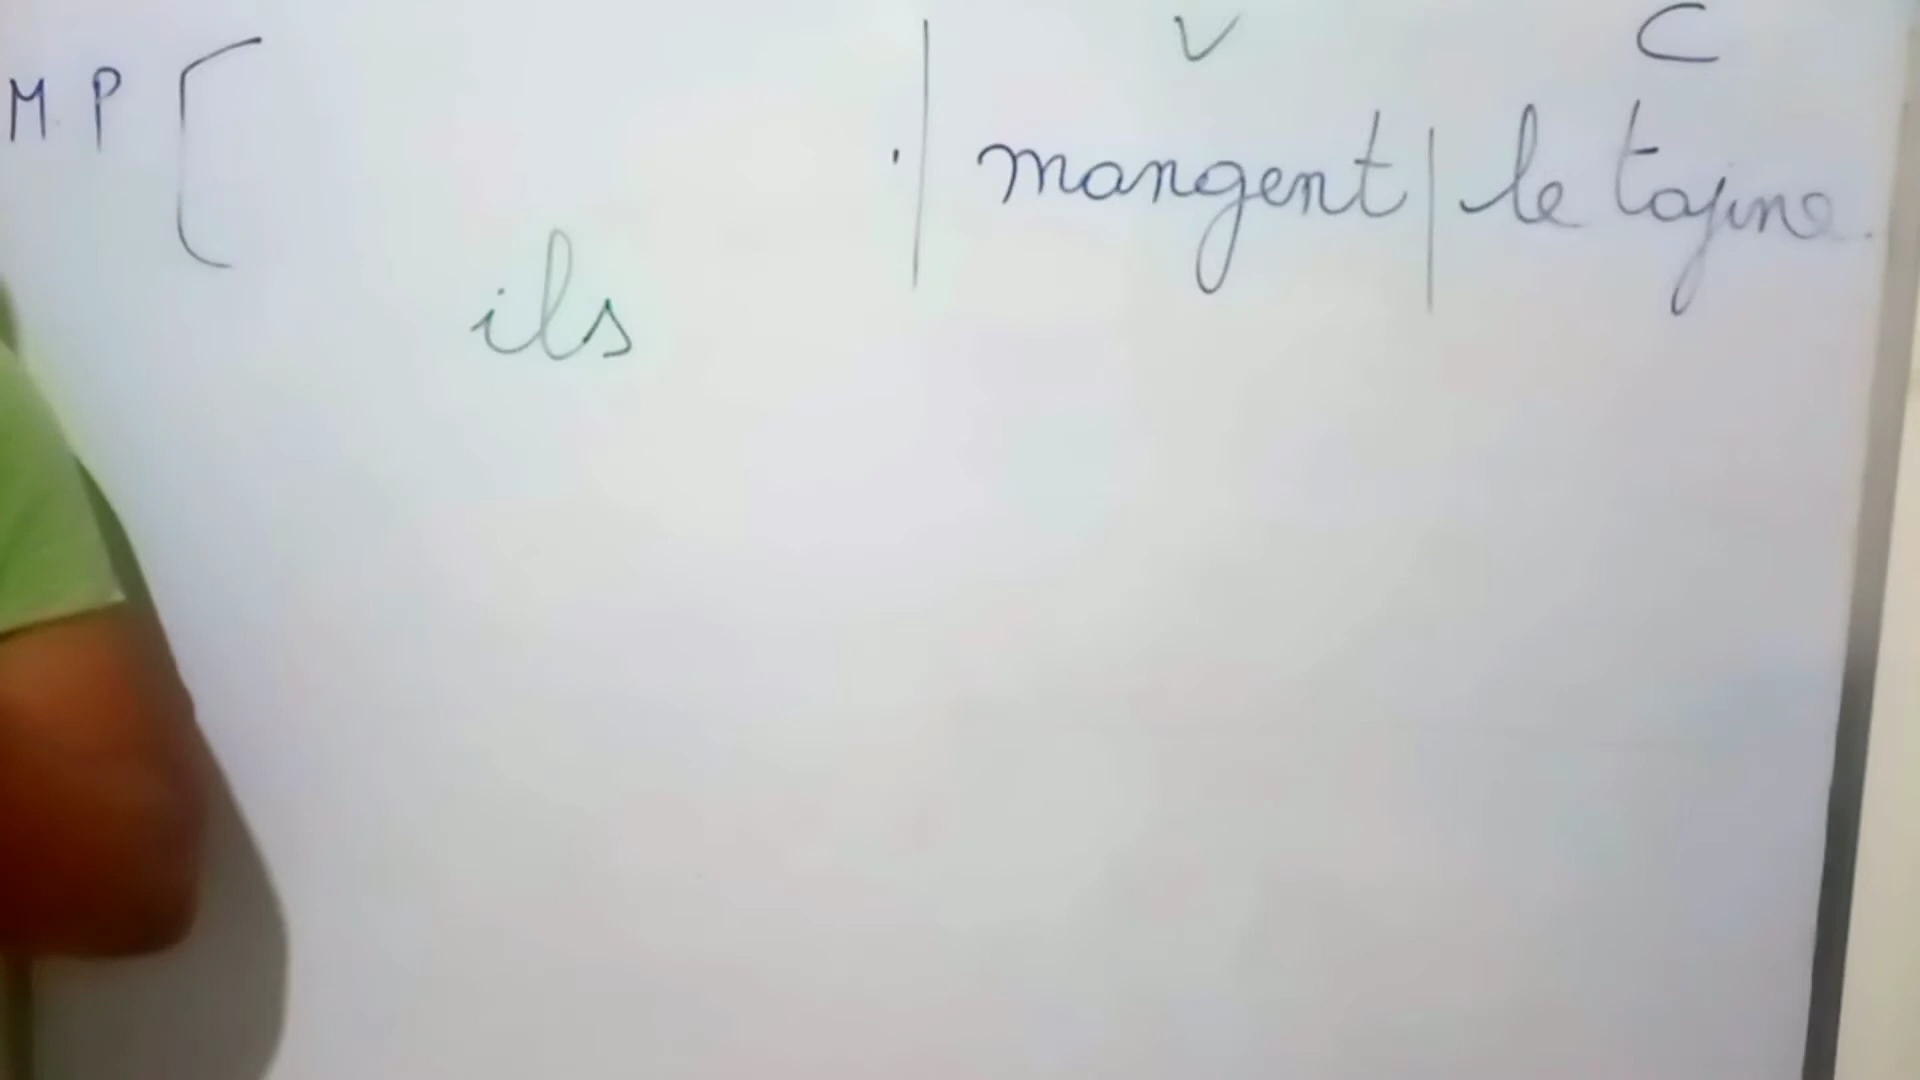 V C
M.P [ | mangent | le tajine.
ils